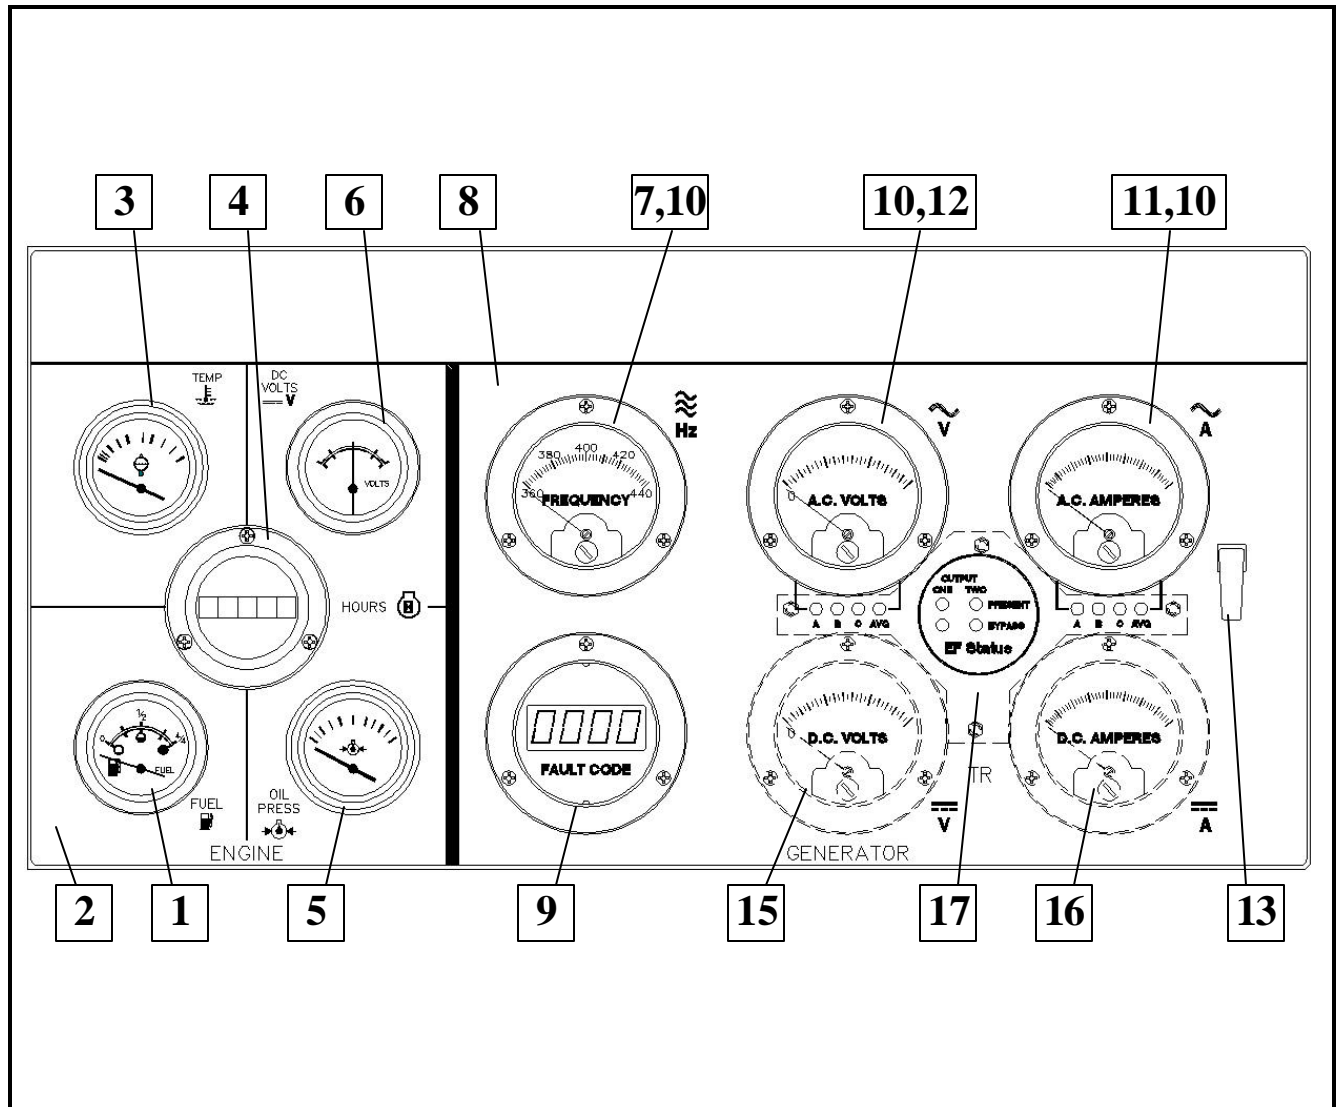 3
4
6
8
7,10
10,12
11,10
TEMP
DC
VOLTS
V
VOLTS
HOURS
H
0
1/2
FUEL
FUEL
OIL
PRESS
ENGINE
Hz
360
380
400
420
440
FREQUENCY
V
0
A.C. VOLTS
A
A.C. AMPERES
A B C AVG
OUTPUT
ONE TWO
PRESENT
BYPASS
EF Status
A B C AVG
0000
FAULT CODE
0
D.C. VOLTS
V
TR
D.C. AMPERES
A
GENERATOR
2
1
5
9
15
17
16
13